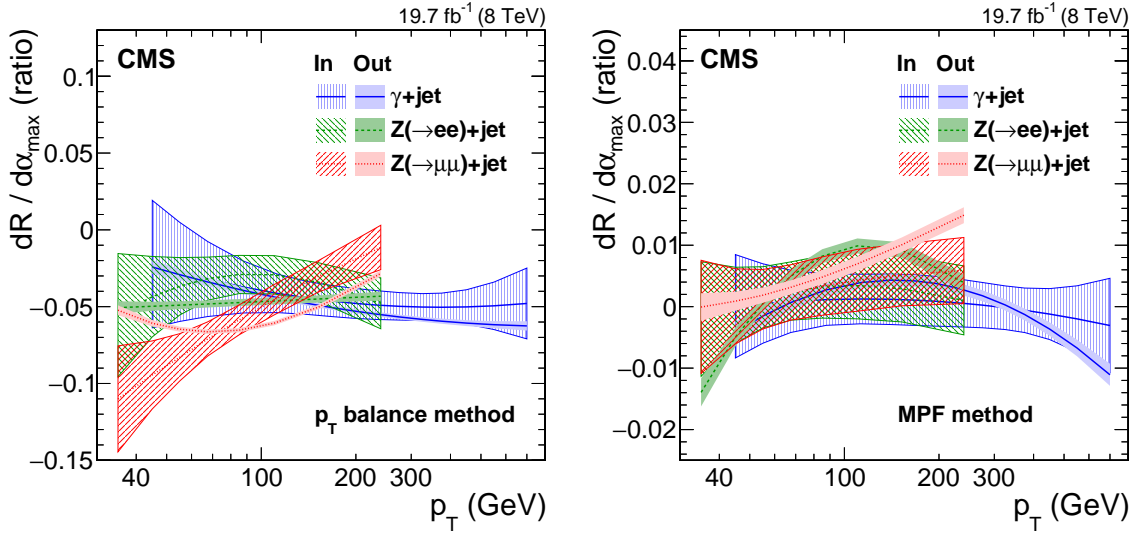 19.7 fb⁻¹ (8 TeV)
CMS
In Out
γ+jet
Z(→ee)+jet
Z(→μμ)+jet
dR / dα_max (ratio)
0.1
0.05
0
−0.05
−0.1
−0.15
p_T balance method
40 100 200 300
p_T (GeV)
19.7 fb⁻¹ (8 TeV)
CMS
In Out
γ+jet
Z(→ee)+jet
Z(→μμ)+jet
dR / dα_max (ratio)
0.04
0.03
0.02
0.01
0
−0.01
−0.02
MPF method
40 100 200 300
p_T (GeV)